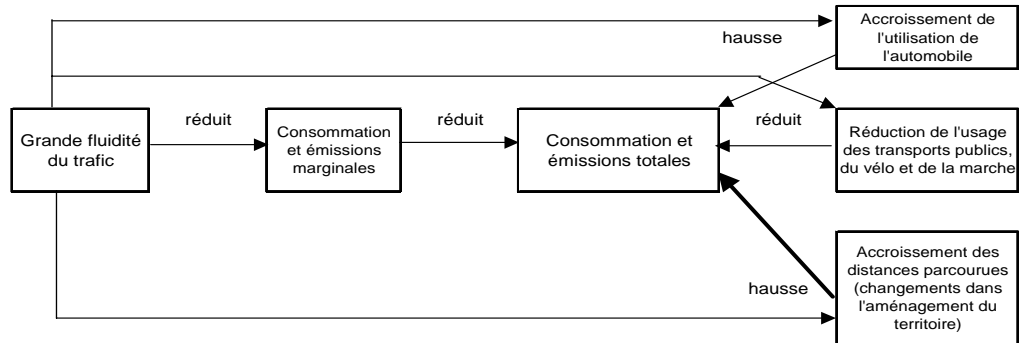 Accroissement de
l'utilisation de
l'automobile
hausse
Grande fluidité
du trafic
réduit
Consommation
et émissions
marginales
réduit
Consommation et
émissions totales
réduit
Réduction de l'usage
des transports publics,
du vélo et de la marche
Accroissement des
distances parcourues
(changements dans
l'aménagement du
territoire)
hausse